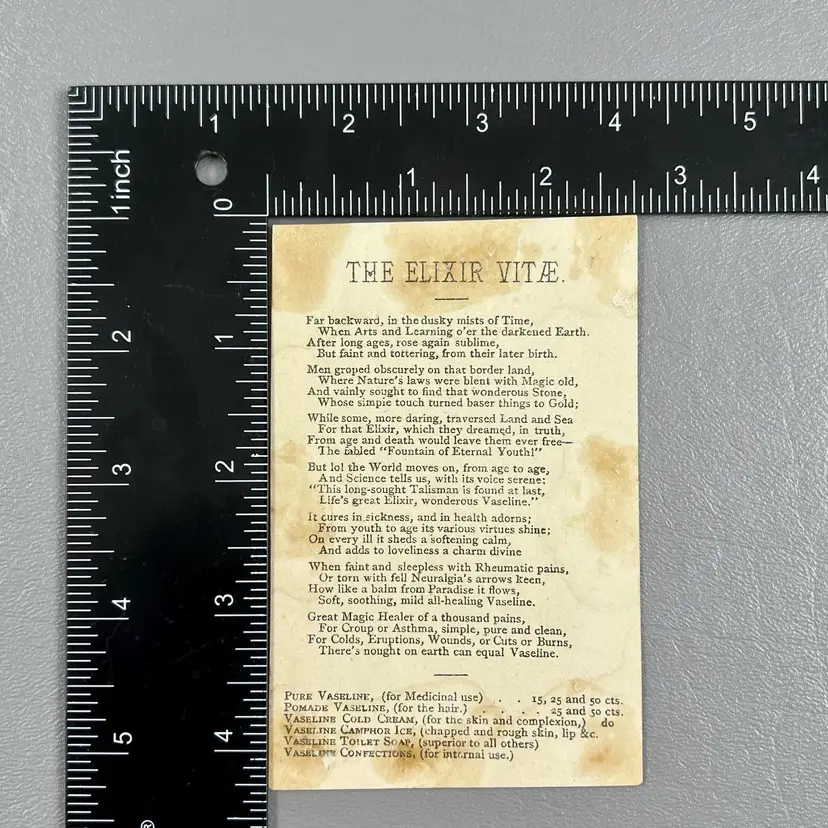 1 2 3 4 5
1inch
1 2 3 4
0
THE ELIXIR VITÆ.
Far backward, in the dusky mists of Time,
When Arts and Learning o'er the darkened Earth.
After long ages, rose again sublime,
But faint and tottering, from their later birth.
Men groped obscurely on that border land,
Where Nature's laws were blent with Magic old,
And vainly sought to find that wonderous Stone,
Whose simple touch turned baser things to Gold;
While some, more daring, traversed Land and Sea
For that Elixir, which they dreamed, in truth,
From age and death would leave them ever free—
The fabled "Fountain of Eternal Youth!"
But lo! the World moves on, from age to age,
And Science tells us, with its voice serene:
"This long-sought Talisman is found at last,
Life's great Elixir, wonderous Vaseline."
It cures in sickness, and in health adorns;
From youth to age its various virtues shine;
On every ill it sheds a softening calm,
And adds to loveliness a charm divine
When faint and sleepless with Rheumatic pains,
Or torn with fell Neuralgia's arrows keen,
How like a balm from Paradise it flows,
Soft, soothing, mild all-healing Vaseline.
Great Magic Healer of a thousand pains,
For Croup or Asthma, simple, pure and clean,
For Colds, Eruptions, Wounds, or Cuts or Burns,
There's nought on earth can equal Vaseline.
PURE VASELINE, (for Medicinal use) . . 15, 25 and 50 cts.
POMADE VASELINE, (for the hair.) . . . . 25 and 50 cts.
VASELINE COLD CREAM, (for the skin and complexion,) do
VASELINE CAMPHOR ICE, (chapped and rough skin, lip &c.
VASELINE TOILET SOAP, (superior to all others)
VASELINE CONFECTIONS, (for internal use.)
1
2
3
4
2
3
4
5
®